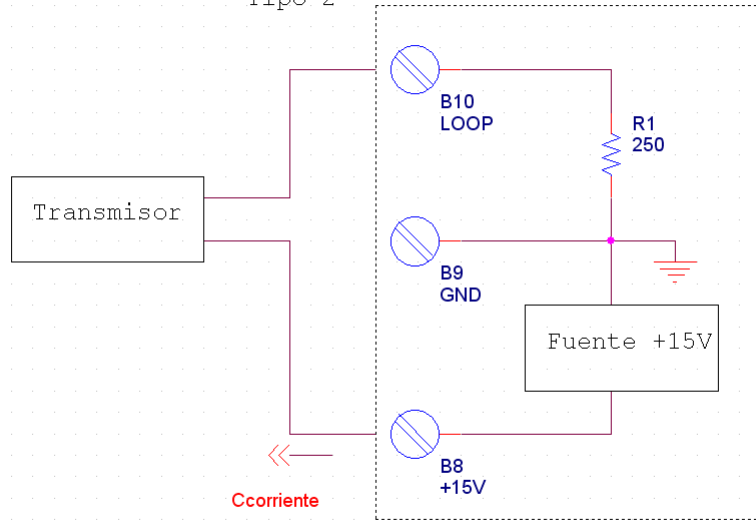 Tipo 2
B10
LOOP
R1
250
Transmisor
B9
GND
Fuente +15V
B8
+15V
Ccorriente